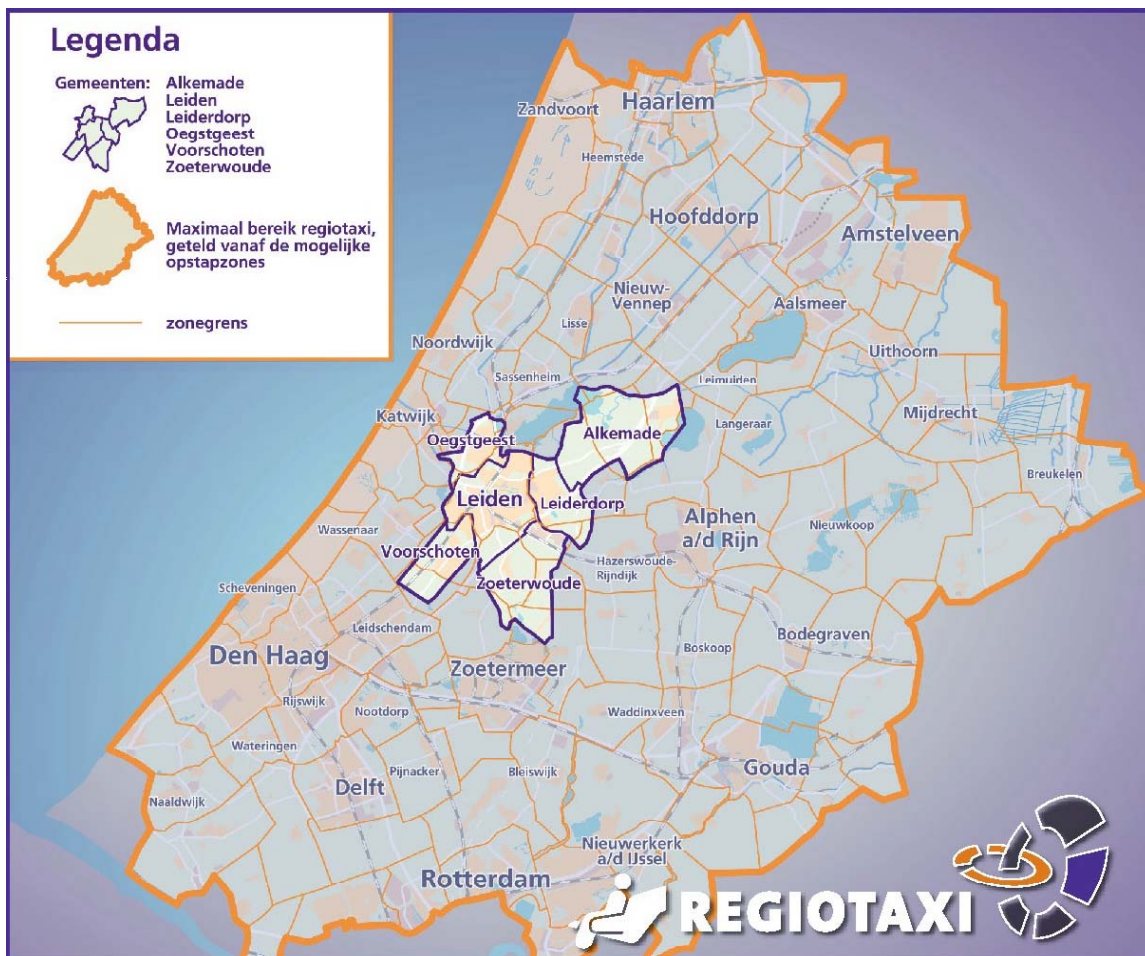 Legenda
Gemeenten: Alkemade
Leiden
Leiderdorp
Oegstgeest
Voorschoten
Zoeterwoude
Maximaal bereik regiotaxi,
geteld vanaf de mogelijke
opstapzones
zonegrens
Zandvoort
Haarlem
Heemstede
Hoofddorp
Amstelveen
Nieuw-
Vennep
Aalsmeer
Lisse
Noordwijk
Uithoorn
Sassenheim
Leimuiden
Katwijk
Mijdrecht
Oegstgeest
Alkemade
Langeraar
Breukelen
Leiden
Leiderdorp
Alphen
a/d Rijn
Nieuwkoop
Wassenaar
Voorschoten
Hazerswoude-
Rijndijk
Zoeterwoude
Scheveningen
Leidschendam
Bodegraven
Boskoop
Den Haag
Zoetermeer
Rijswijk
Nootdorp
Waddinxveen
Wateringen
Pijnacker
Bleiswijk
Gouda
Delft
Naaldwijk
Nieuwerkerk
a/d IJssel
Rotterdam
REGIOTAXI